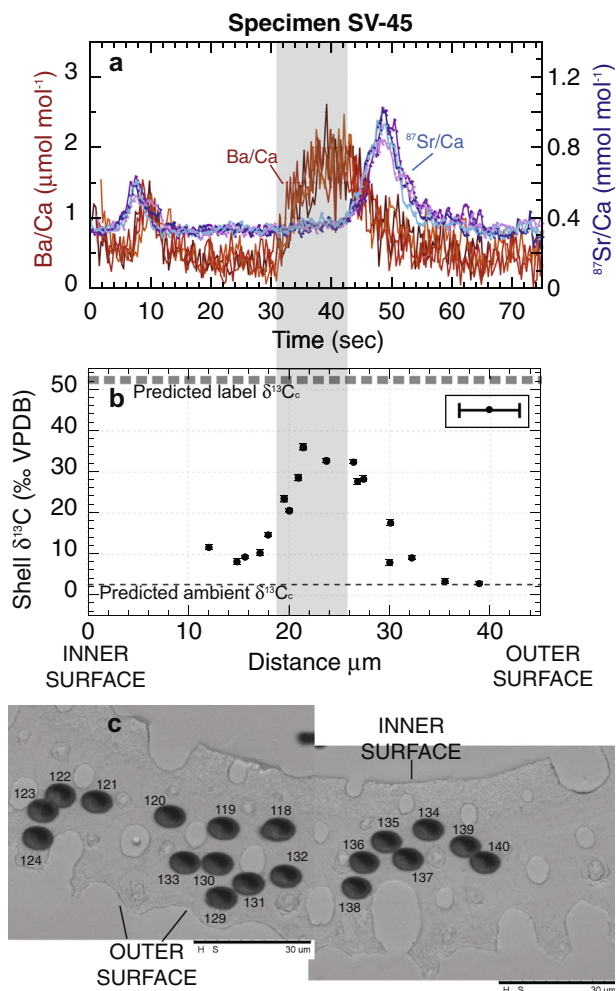 Specimen SV-45
a
Ba/Ca (μmol mol⁻¹)
3
2
1
0
Ba/Ca
⁸⁷Sr/Ca
1.2
0.9
0.6
0.3
0
⁸⁷Sr/Ca (mmol mol⁻¹)
0 10 20 30 40 50 60 70
Time (sec)
b
Predicted label δ¹³Cc
Shell δ¹³C (‰ VPDB)
50
40
30
20
10
0
Predicted ambient δ¹³Cc
0 20 40
INNER
SURFACE
Distance μm
OUTER
SURFACE
c
INNER
SURFACE
122
121
123
120
119
118
124
133
130
132
129
131
135
134
139
136
137
140
138
OUTER
SURFACE
H S 30 um
H S 30 um